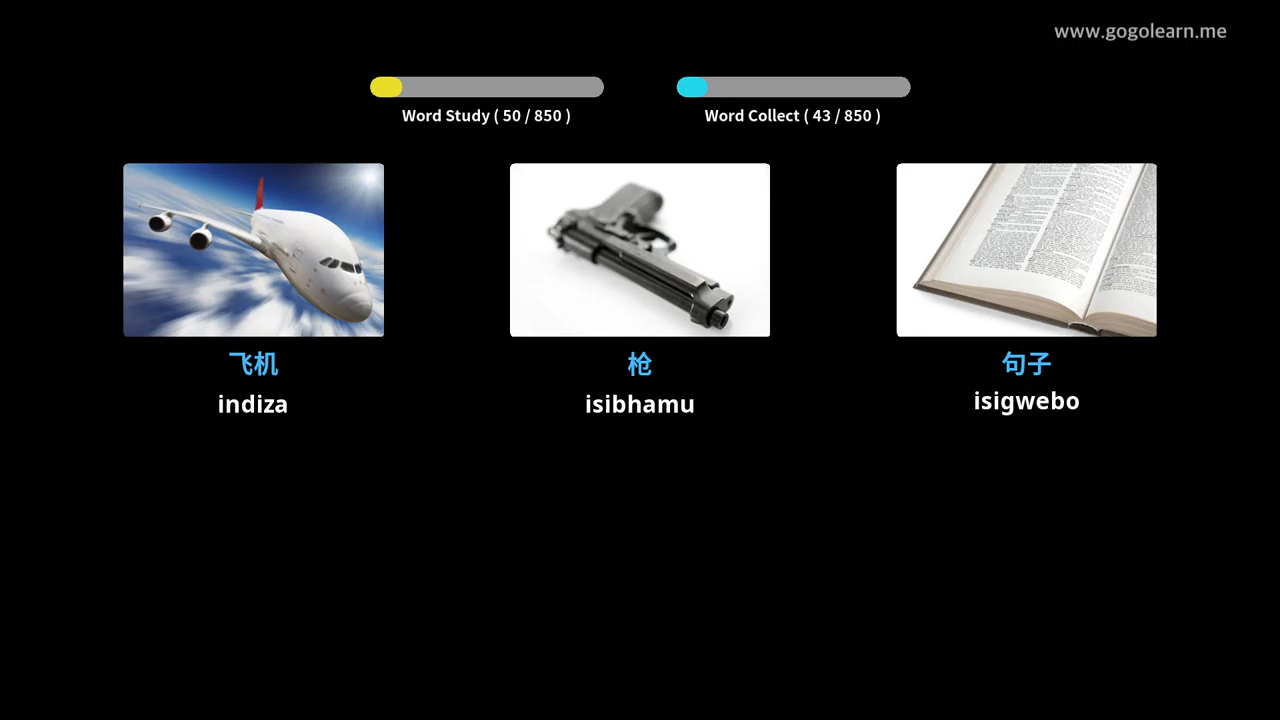 www.gogolearn.me
Word Study ( 50 / 850 )
Word Collect ( 43 / 850 )
飞机
枪
句子
indiza
isibhamu
isigwebo